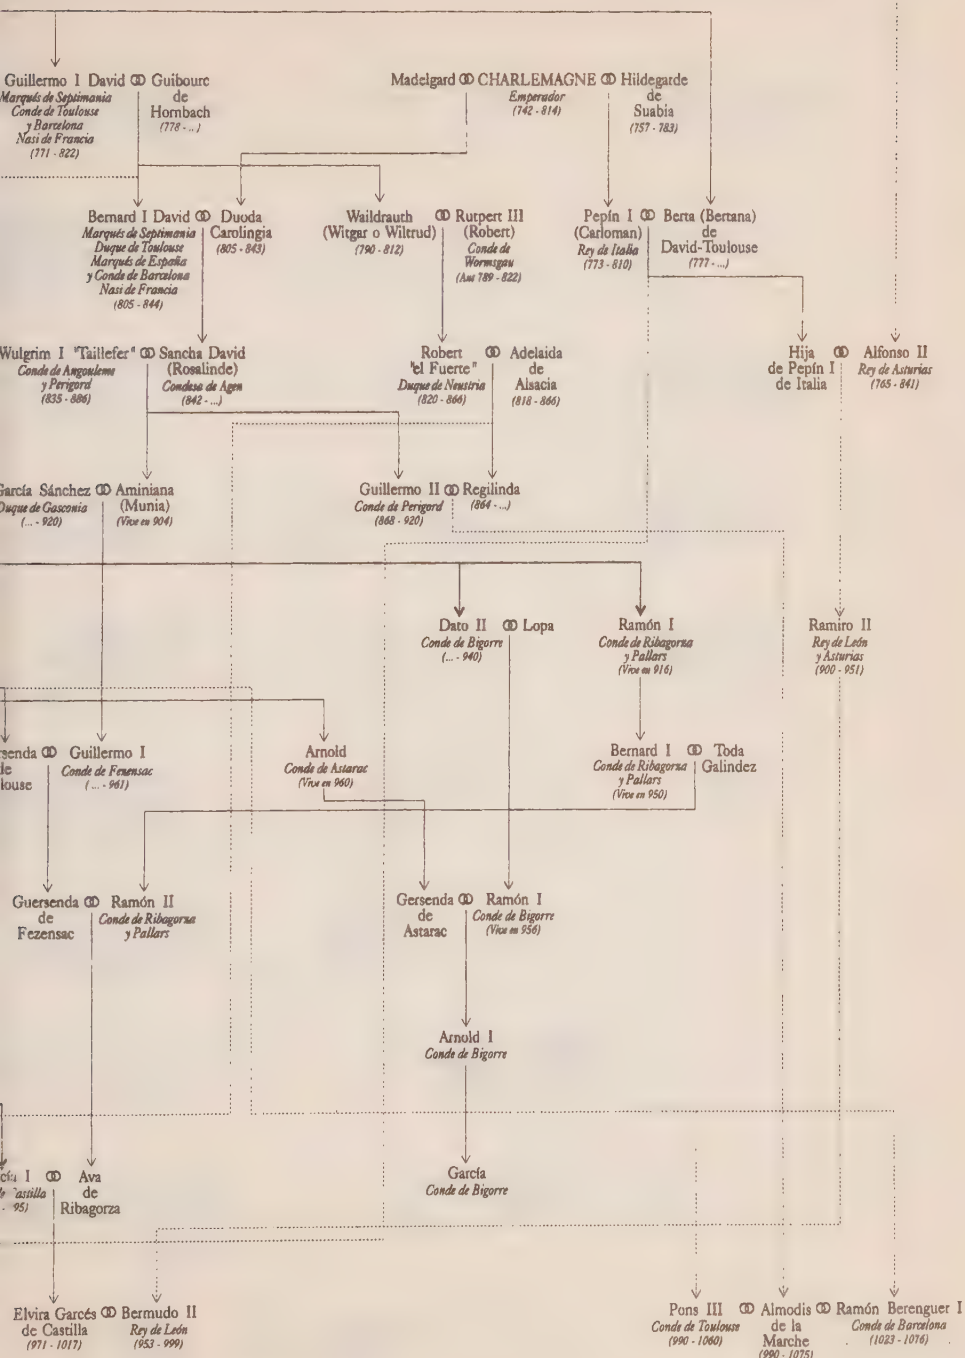 Guillermo I David ⚭ Guibourc
Marqués de Septimania
Conde de Toulouse
y Barcelona
Nasi de Francia
(771 - 822)
de
Hornbach
(778 - ...)
Madelgard ⚭ CHARLEMAGNE ⚭ Hildegarde
Emperador
(742 - 814)
de
Suabia
(757 - 783)
Bernard I David ⚭ Duoda
Marqués de Septimania
Duque de Toulouse
Marqués de España
y Conde de Barcelona
Nasi de Francia
(805 - 844)
Carolingia
(805 - 843)
Waildrauth ⚭ Rutpert III
(Witgar o Wiltrud)
(790 - 812)
(Robert)
Conde de
Wormsgau
(Ant 789 - 822)
Pepín I ⚭ Berta (Bertana)
(Carloman)
Rey de Italia
(773 - 810)
de
David-Toulouse
(777 - ...)
Wulgrim I "Taillefer" ⚭ Sancha David
Conde de Angouleme
y Perigord
(835 - 886)
(Rosalinde)
Condesa de Agen
(842 - ...)
Robert ⚭ Adelaida
"el Fuerte"
Duque de Neustria
(820 - 866)
de
Alsacia
(818 - 866)
Hija ⚭ Alfonso II
de Pepín I
de Italia
Rey de Asturias
(765 - 841)
García Sánchez ⚭ Aminiana
Duque de Gasconia
(... - 920)
(Munia)
(Vive en 904)
Guillermo II ⚭ Regilinda
Conde de Perigord
(868 - 920)
(864 - ...)
Dato II ⚭ Lopa
Conde de Bigorre
(... - 940)
Ramón I
Conde de Ribagorza
y Pallars
(Vive en 916)
Ramiro II
Rey de León
y Asturias
(900 - 951)
senda ⚭ Guillermo I
de
louse
Conde de Fezensac
(... - 961)
Arnold
Conde de Astarac
(Vive en 960)
Bernard I ⚭ Toda
Conde de Ribagorza
y Pallars
(Vive en 950)
Galindez
Guersenda ⚭ Ramón II
de
Fezensac
Conde de Ribagorza
y Pallars
Gersenda ⚭ Ramón I
de
Astarac
Conde de Bigorre
(Vive en 956)
Arnold I
Conde de Bigorre
cía I ⚭ Ava
Castilla
- 95)
de
Ribagorza
García
Conde de Bigorre
Elvira Garcés ⚭ Bermudo II
de Castilla
(971 - 1017)
Rey de León
(953 - 999)
Pons III ⚭ Almodis ⚭ Ramón Berenguer I
Conde de Toulouse
(990 - 1060)
de la
Marche
(990 - 1075)
Conde de Barcelona
(1023 - 1076)